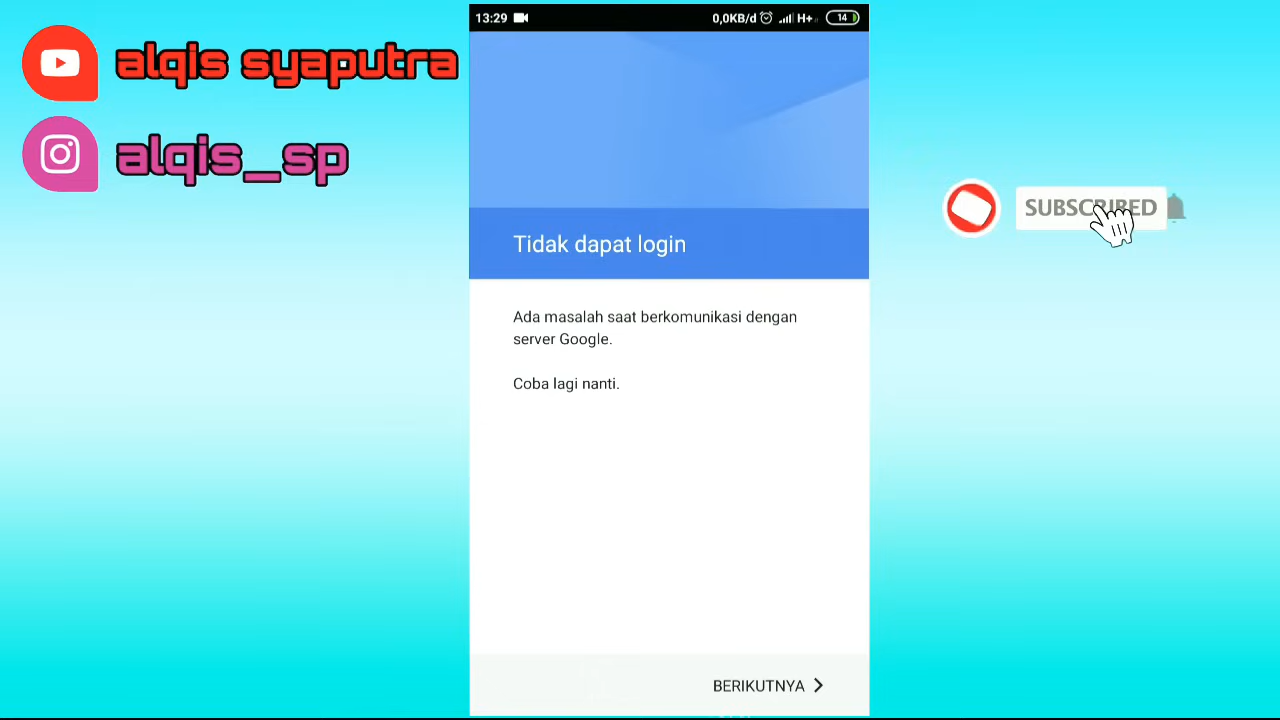 alqis syaputra
alqis_sp
13:29
0,0KB/d H+ 14
Tidak dapat login
Ada masalah saat berkomunikasi dengan
server Google.
Coba lagi nanti.
BERIKUTNYA
SUBSCRIBED